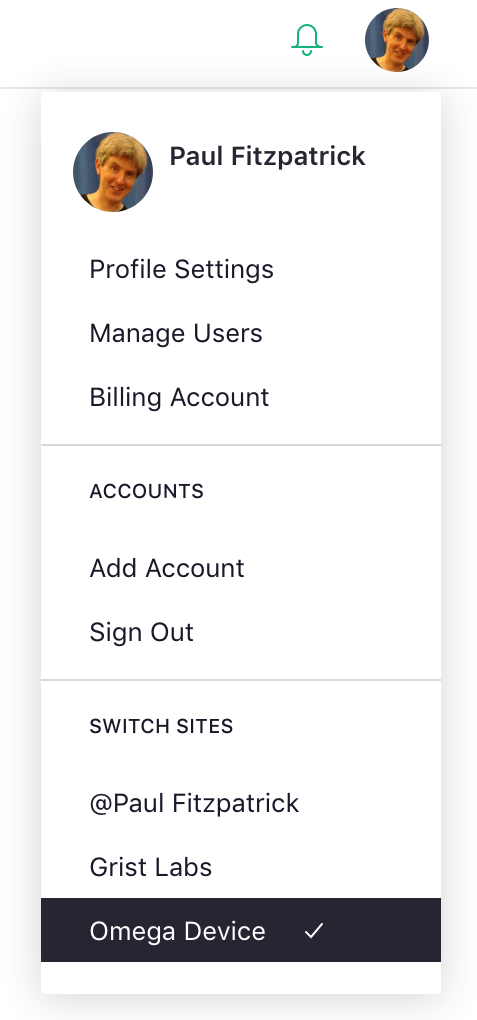 Paul Fitzpatrick
Profile Settings
Manage Users
Billing Account
ACCOUNTS
Add Account
Sign Out
SWITCH SITES
@Paul Fitzpatrick
Grist Labs
Omega Device